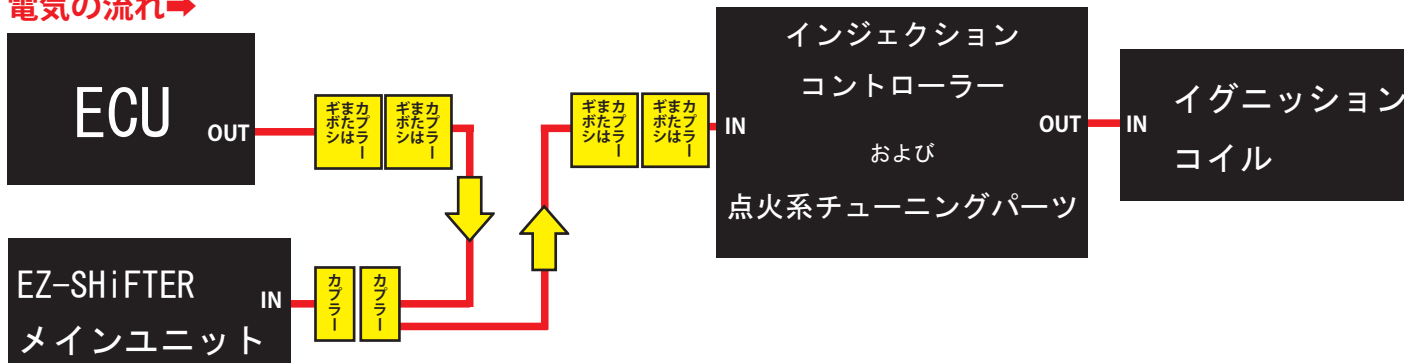 電気の流れ➡
ECU
OUT
カプラー
または
ギボシ
カプラー
または
ギボシ
カプラー
または
ギボシ
カプラー
または
ギボシ
IN
インジェクション
コントローラー
および
点火系チューニングパーツ
OUT
IN
イグニッション
コイル
EZ-SHiFTER
メインユニット
IN
カプラー
カプラー